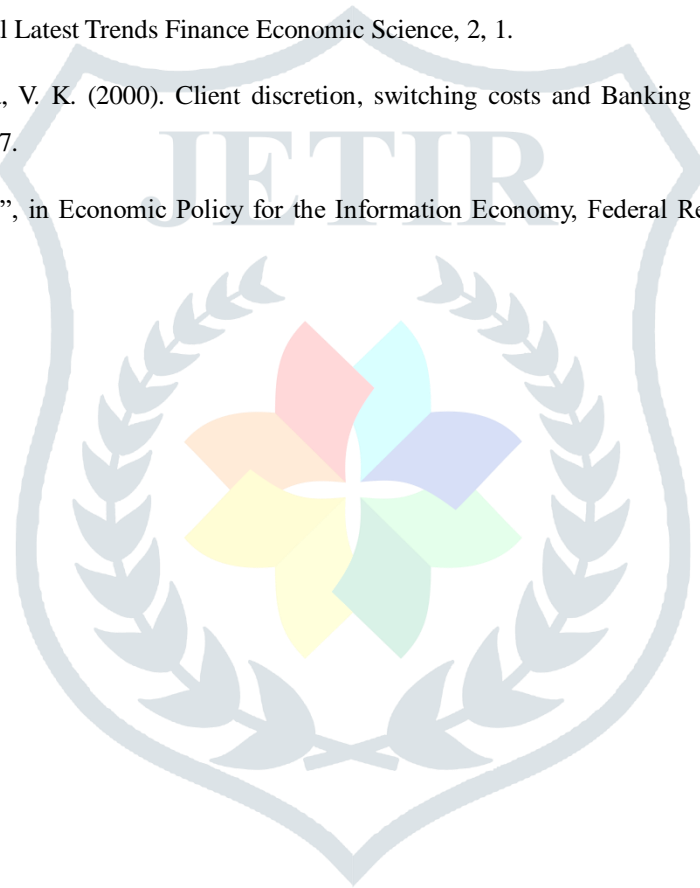 l Latest Trends Finance Economic Science, 2, 1.
, V. K. (2000). Client discretion, switching costs and Banking
7.
JETIR
”, in Economic Policy for the Information Economy, Federal Re